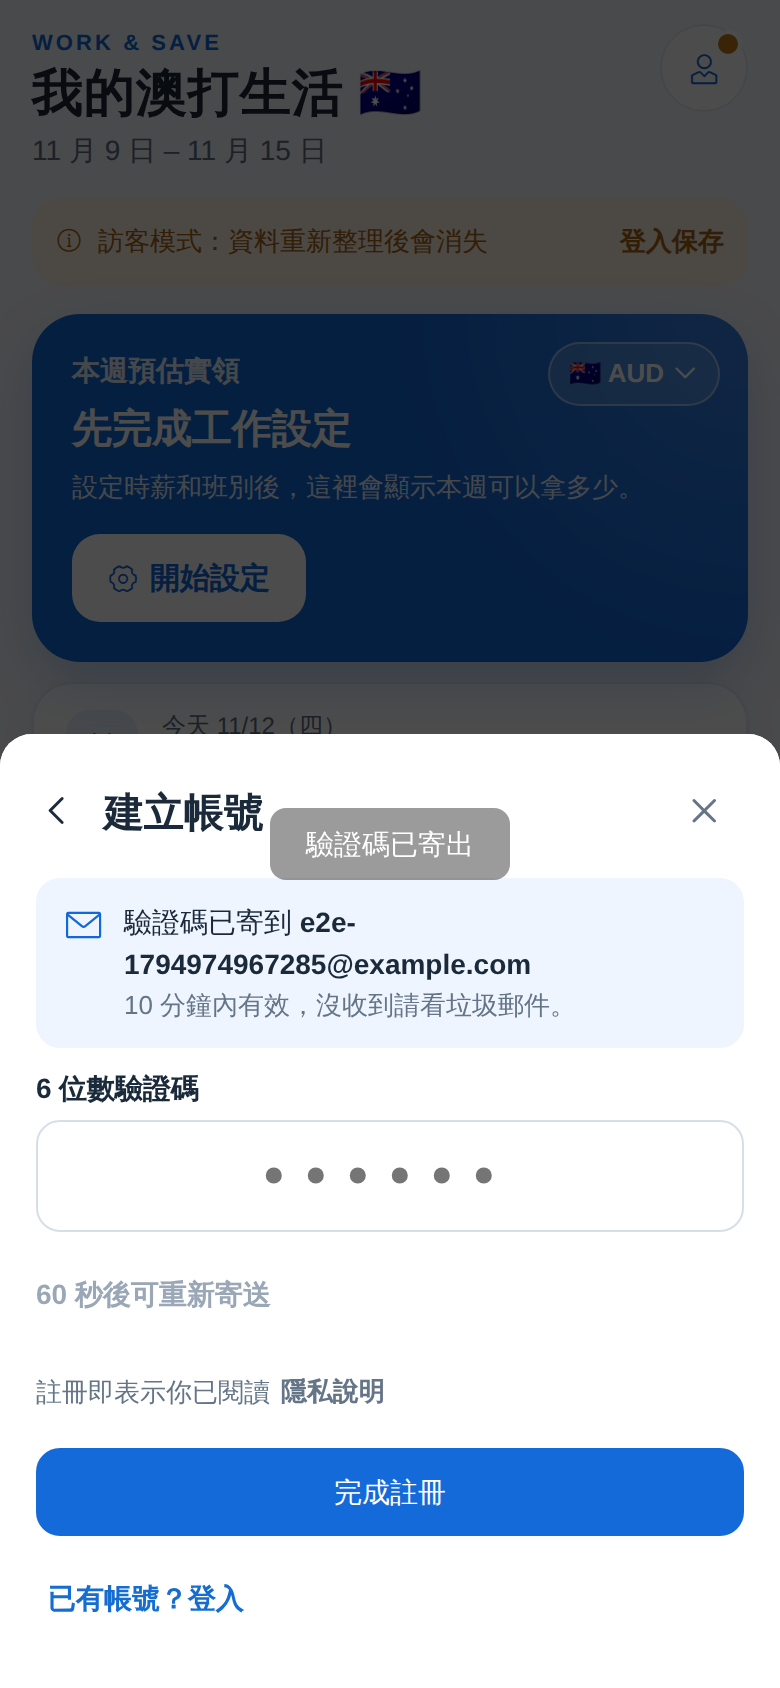 WORK & SAVE
我的澳打生活 🇦🇺
11 月 9 日 – 11 月 15 日
訪客模式：資料重新整理後會消失 登入保存
本週預估實領
🇦🇺 AUD
先完成工作設定
設定時薪和班別後，這裡會顯示本週可以拿多少。
開始設定
今天 11/12（四）
建立帳號
驗證碼已寄出
驗證碼已寄到 e2e-
1794974967285@example.com
10 分鐘內有效，沒收到請看垃圾郵件。
6 位數驗證碼
● ● ● ● ● ●
60 秒後可重新寄送
註冊即表示你已閱讀 隱私說明
完成註冊
已有帳號？登入